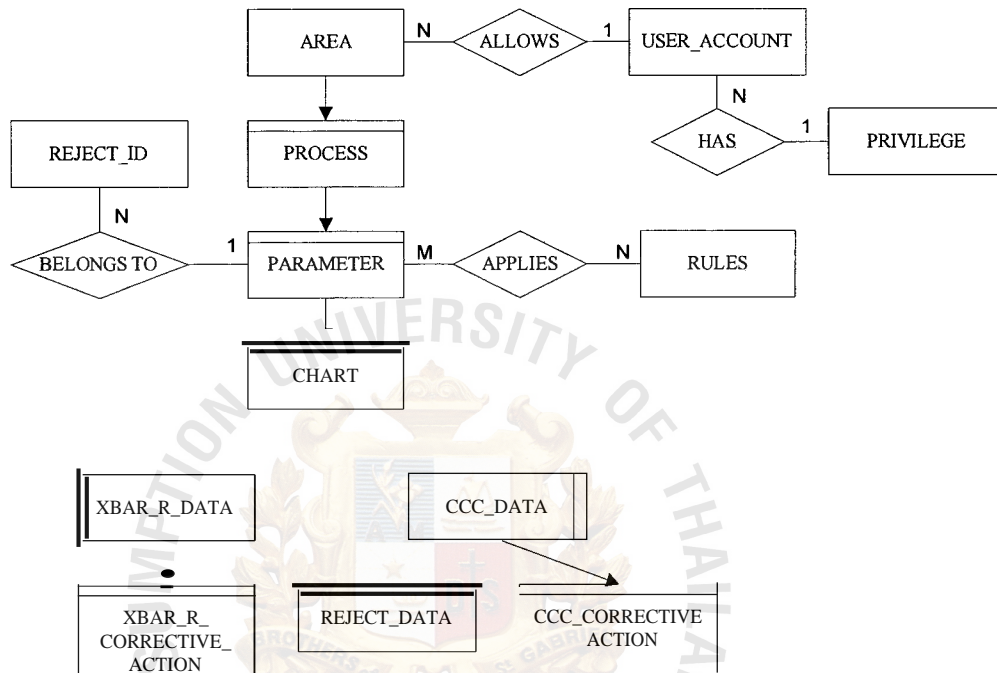 AREA
N
ALLOWS
1
USER_ACCOUNT
N
HAS
1
PRIVILEGE
REJECT_ID
PROCESS
N
BELONGS TO
1
PARAMETER
M
APPLIES
N
RULES
CHART
XBAR_R_DATA
CCC_DATA
XBAR_R_
CORRECTIVE_
ACTION
REJECT_DATA
CCC_CORRECTIVE
ACTION